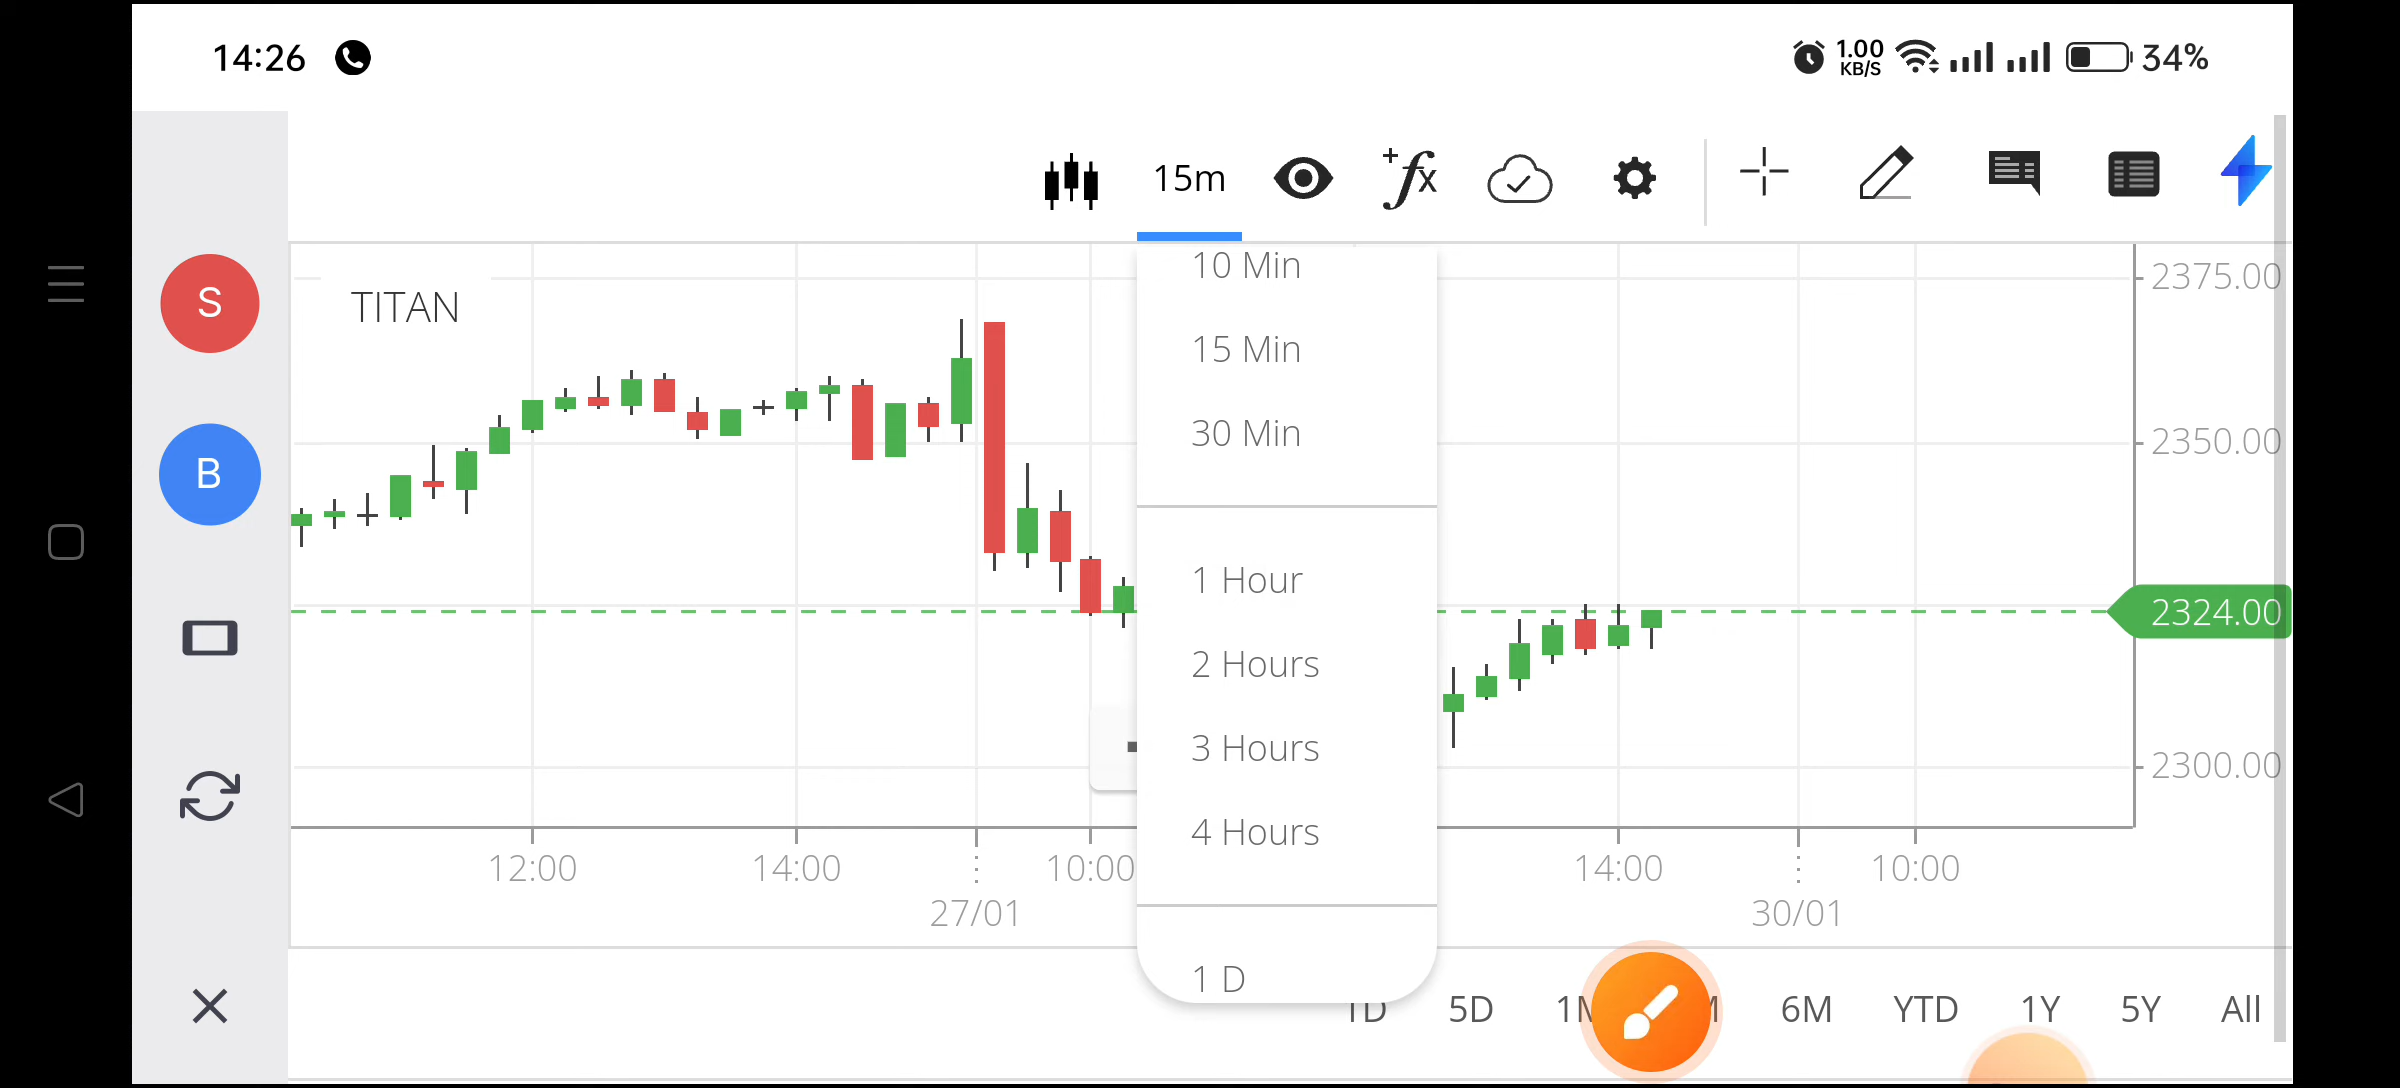 14:26
1.00
KB/S
34%
15m
+fx
TITAN
S
B
10 Min
15 Min
30 Min
1 Hour
2 Hours
3 Hours
4 Hours
1 D
2375.00
2350.00
2324.00
2300.00
12:00
14:00
10:00
14:00
10:00
27/01
30/01
1D
5D
6M
YTD
1Y
5Y
All